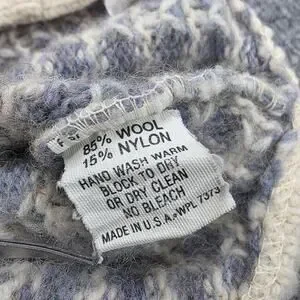 85% WOOL
15% NYLON
HAND WASH WARM
BLOCK TO DRY
OR DRY CLEAN
NO BLEACH
MADE IN U.S.A. WPL 7373